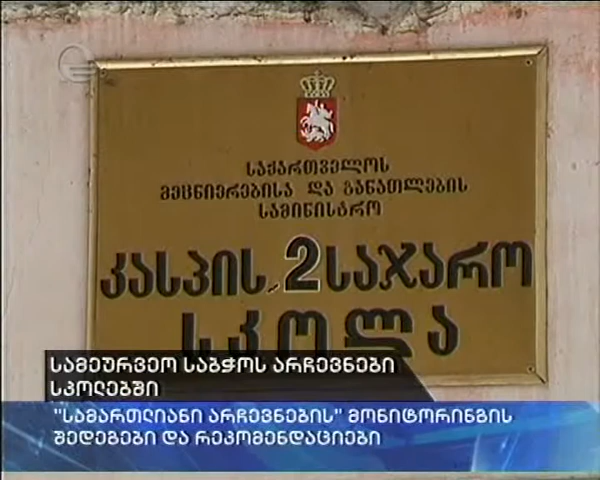 საქართველოს
მეცნიერებისა და განათლების
სამინისტრო
კასპის 2 საჯარო
სკოლა
სამეურვეო საბჭოს არჩევნები
სკოლებში
"სამართლიანი არჩევნების" მონიტორინგის
შედეგები და რეკომენდაციები